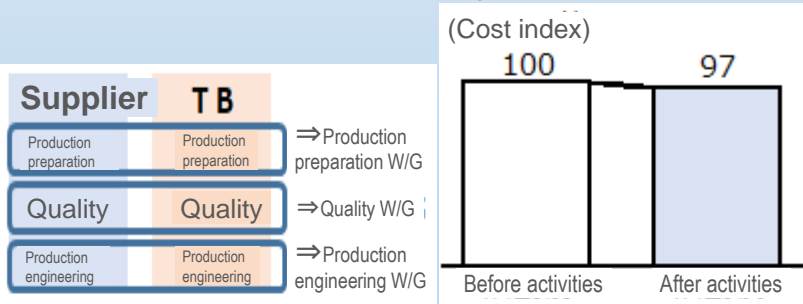 Supplier TB
Production preparation
Production preparation
⇒Production preparation W/G
Quality
Quality
⇒Quality W/G
Production engineering
Production engineering
⇒Production engineering W/G
(Cost index)
100 97
Before activities After activities